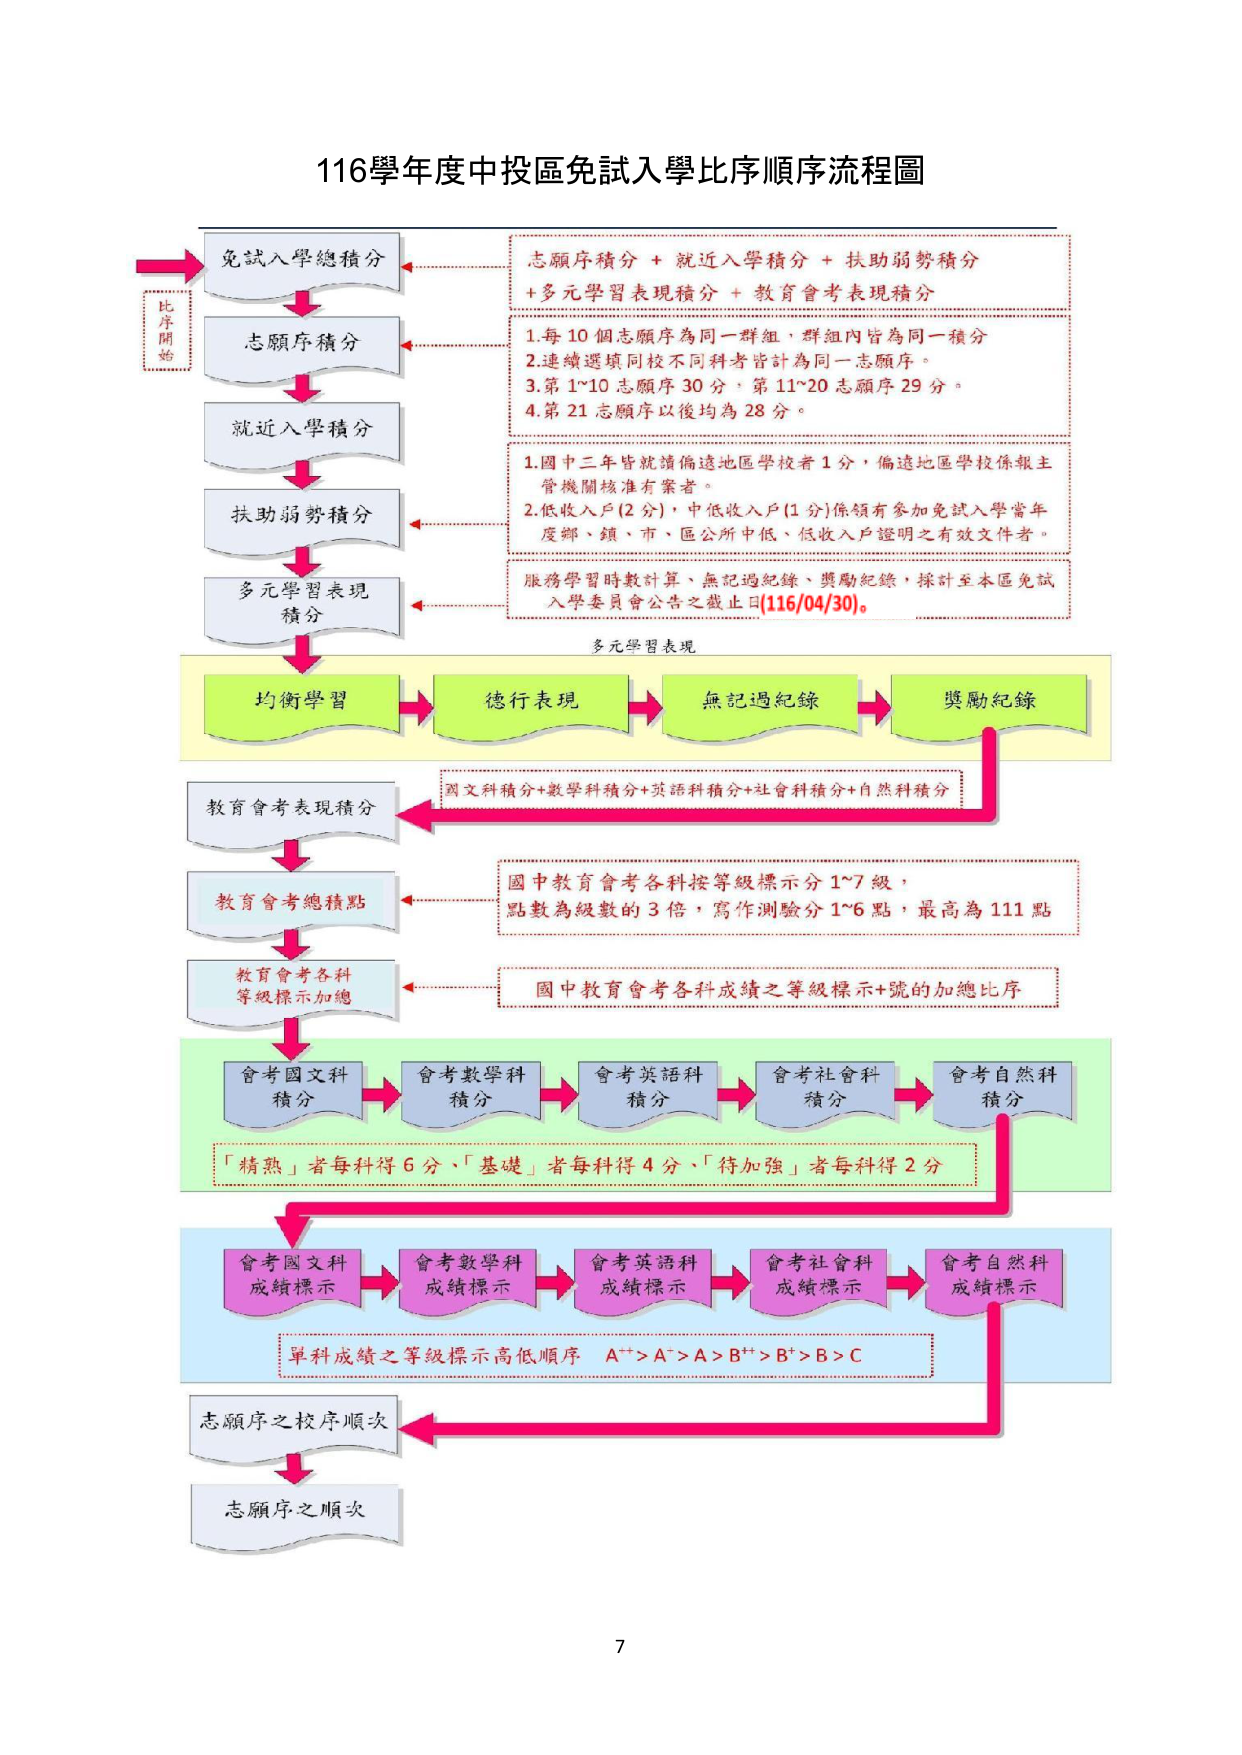 116學年度中投區免試入學比序順序流程圖
比序開始
免試入學總積分
志願序積分 + 就近入學積分 + 扶助弱勢積分
+多元學習表現積分 + 教育會考表現積分
志願序積分
1.每 10 個志願序為同一群組,群組內皆為同一積分
2.連續選填同校不同科者皆計為同一志願序。
3.第 1~10 志願序 30 分,第 11~20 志願序 29 分。
4.第 21 志願序以後均為 28 分。
就近入學積分
扶助弱勢積分
1.國中三年皆就讀偏遠地區學校者 1 分,偏遠地區學校係報主
管機關核准有案者。
2.低收入戶(2 分),中低收入戶(1 分)係領有參加免試入學當年
度鄉、鎮、市、區公所中低、低收入戶證明之有效文件者。
多元學習表現
積分
服務學習時數計算、無記過紀錄、獎勵紀錄,採計至本區免試
入學委員會公告之截止日(116/04/30)。
多元學習表現
均衡學習
德行表現
無記過紀錄
獎勵紀錄
國文科積分+數學科積分+英語科積分+社會科積分+自然科積分
教育會考表現積分
教育會考總積點
國中教育會考各科按等級標示分 1~7 級,
點數為級數的 3 倍,寫作測驗分 1~6 點,最高為 111 點
教育會考各科
等級標示加總
國中教育會考各科成績之等級標示+號的加總比序
會考國文科
積分
會考數學科
積分
會考英語科
積分
會考社會科
積分
會考自然科
積分
「精熟」者每科得 6 分、「基礎」者每科得 4 分、「待加強」者每科得 2 分
會考國文科
成績標示
會考數學科
成績標示
會考英語科
成績標示
會考社會科
成績標示
會考自然科
成績標示
單科成績之等級標示高低順序 A⁺⁺> A⁺> A > B⁺⁺> B⁺> B > C
志願序之校序順次
志願序之順次
7